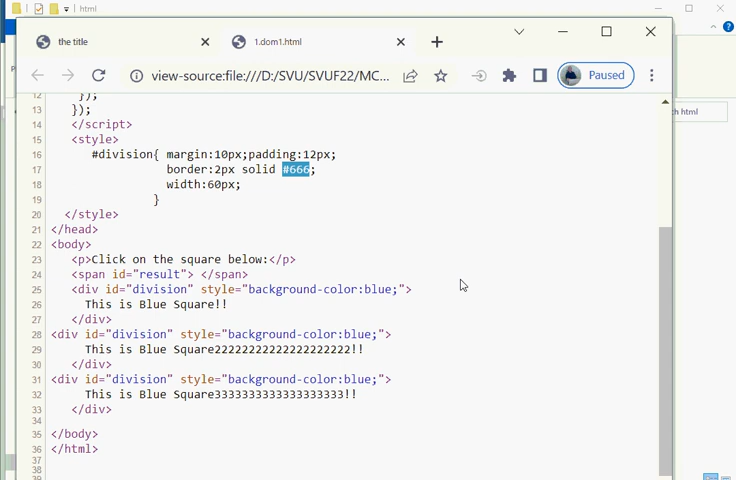 html
the title
1.dom1.html
view-source:file:///D:/SVU/SVUF22/MC...
Paused
th html
12 });
13 });
14 </script>
15 <style>
16 #division{ margin:10px;padding:12px;
17 border:2px solid #666;
18 width:60px;
19 }
20 </style>
21 </head>
22 <body>
23 <p>Click on the square below:</p>
24 <span id="result"> </span>
25 <div id="division" style="background-color:blue;">
26 This is Blue Square!!
27 </div>
28 <div id="division" style="background-color:blue;">
29 This is Blue Square22222222222222222222!!
30 </div>
31 <div id="division" style="background-color:blue;">
32 This is Blue Square3333333333333333333!!
33 </div>
34
35 </body>
36 </html>
37
38
39